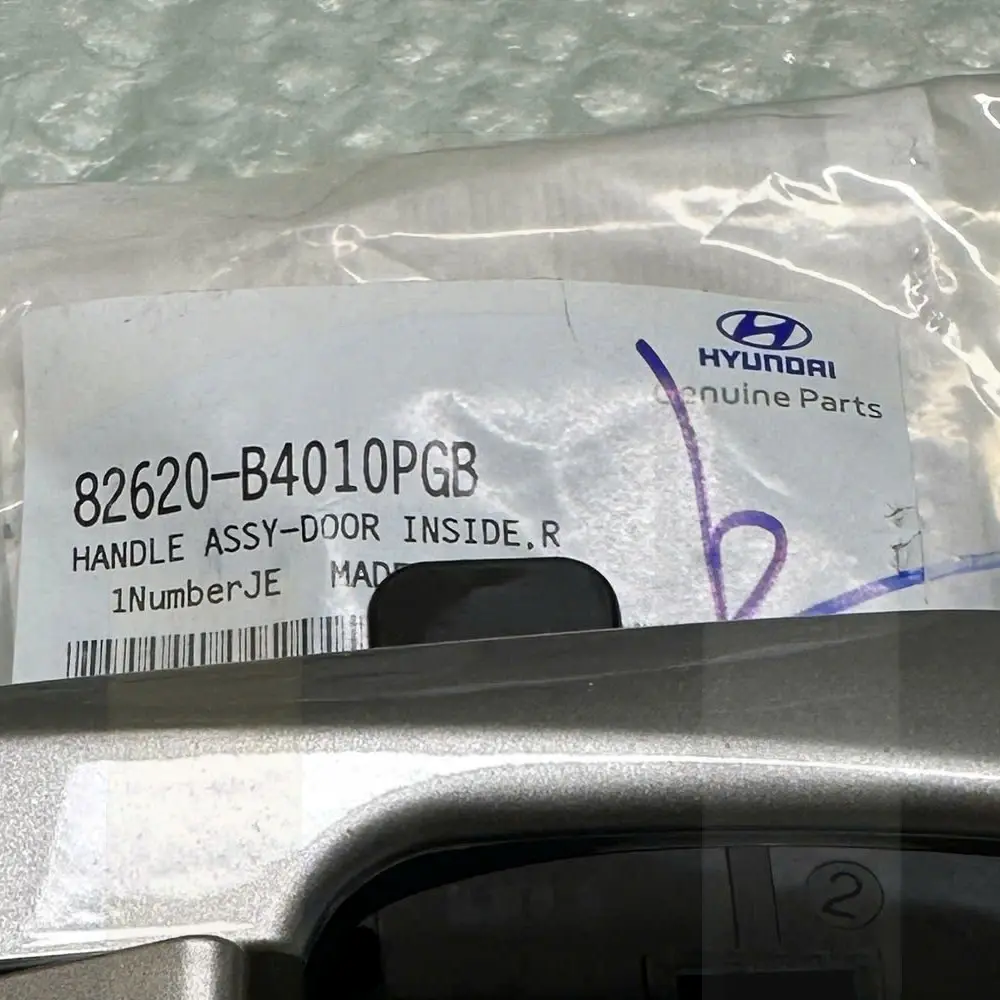 HYUNDAI
Genuine Parts
82620-B4010PGB
HANDLE ASSY-DOOR INSIDE,R
1NumberJE
2